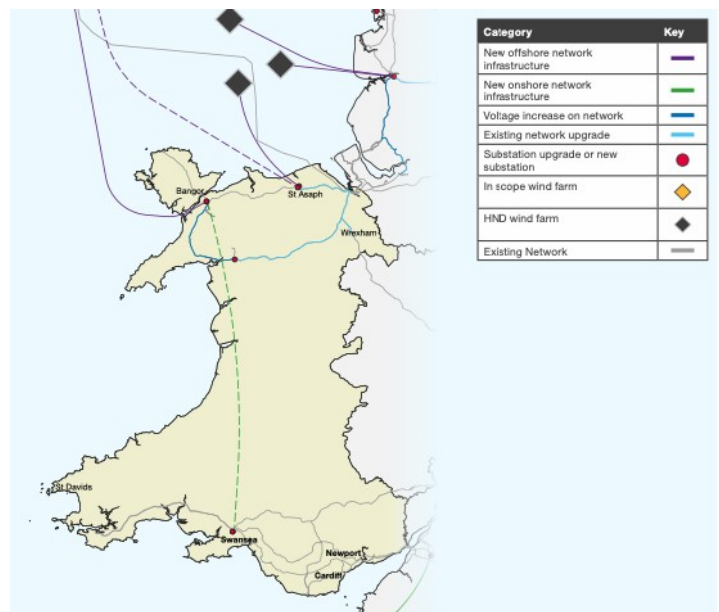 Category Key
New offshore network
infrastructure
New onshore network
infrastructure
Voltage increase on network
Existing network upgrade
Substation upgrade or new
substation
In scope wind farm
HND wind farm
Existing Network
Bangor
St Asaph
Wrexham
St Davids
Swansea
Newport
Cardiff